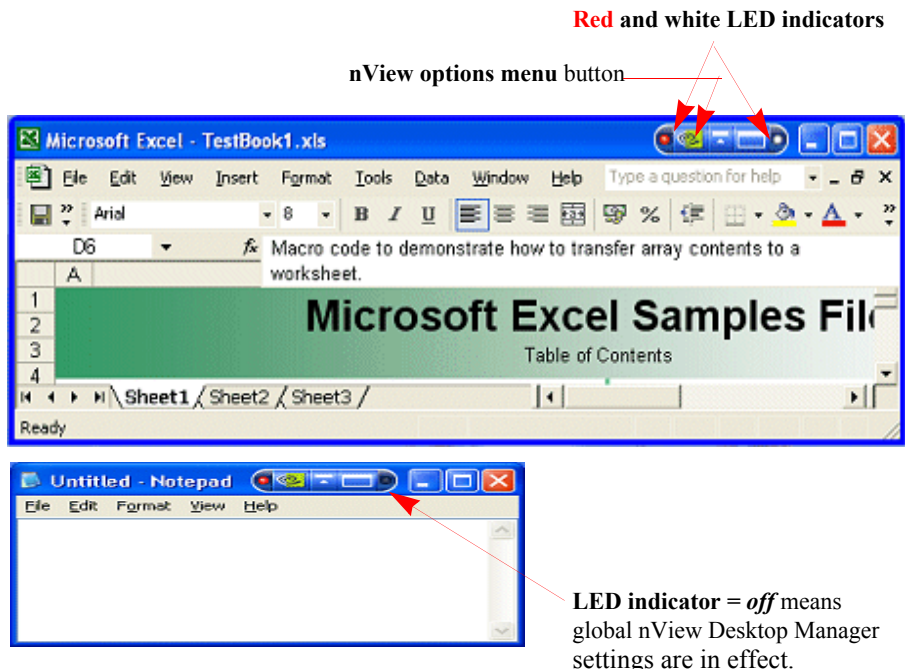 Red and white LED indicators
nView options menu button
Microsoft Excel - TestBook1.xls
File Edit View Insert Format Tools Data Window Help Type a question for help
Arial 8 B I U %
D6 fx Macro code to demonstrate how to transfer array contents to a
worksheet.
A
1
2
3
4
Microsoft Excel Samples Fil
Table of Contents
Sheet1 Sheet2 Sheet3
Ready
Untitled - Notepad
File Edit Format View Help
LED indicator = off means
global nView Desktop Manager
settings are in effect.